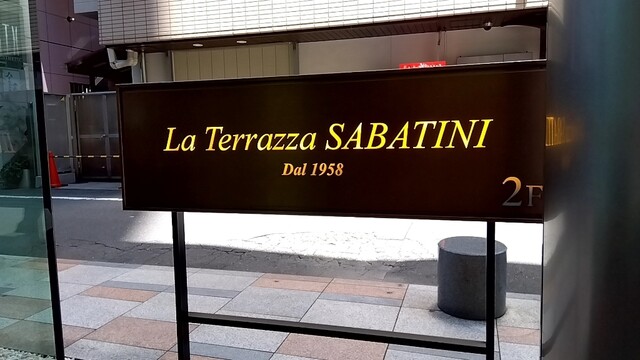 La Terrazza SABATINI
Dal 1958
2F